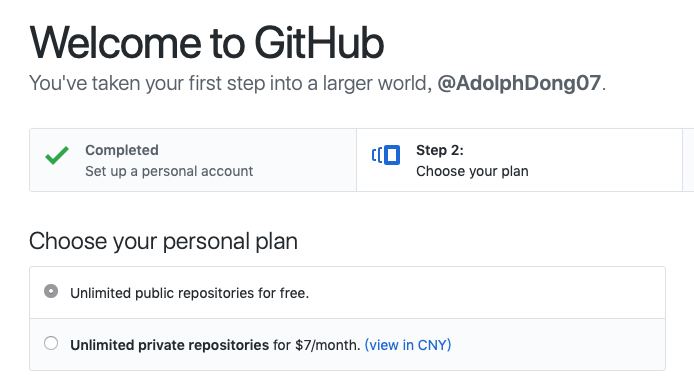 Welcome to GitHub
You've taken your first step into a larger world, @AdolphDong07.
Completed
Set up a personal account
Step 2:
Choose your plan
Choose your personal plan
Unlimited public repositories for free.
Unlimited private repositories for $7/month. (view in CNY)